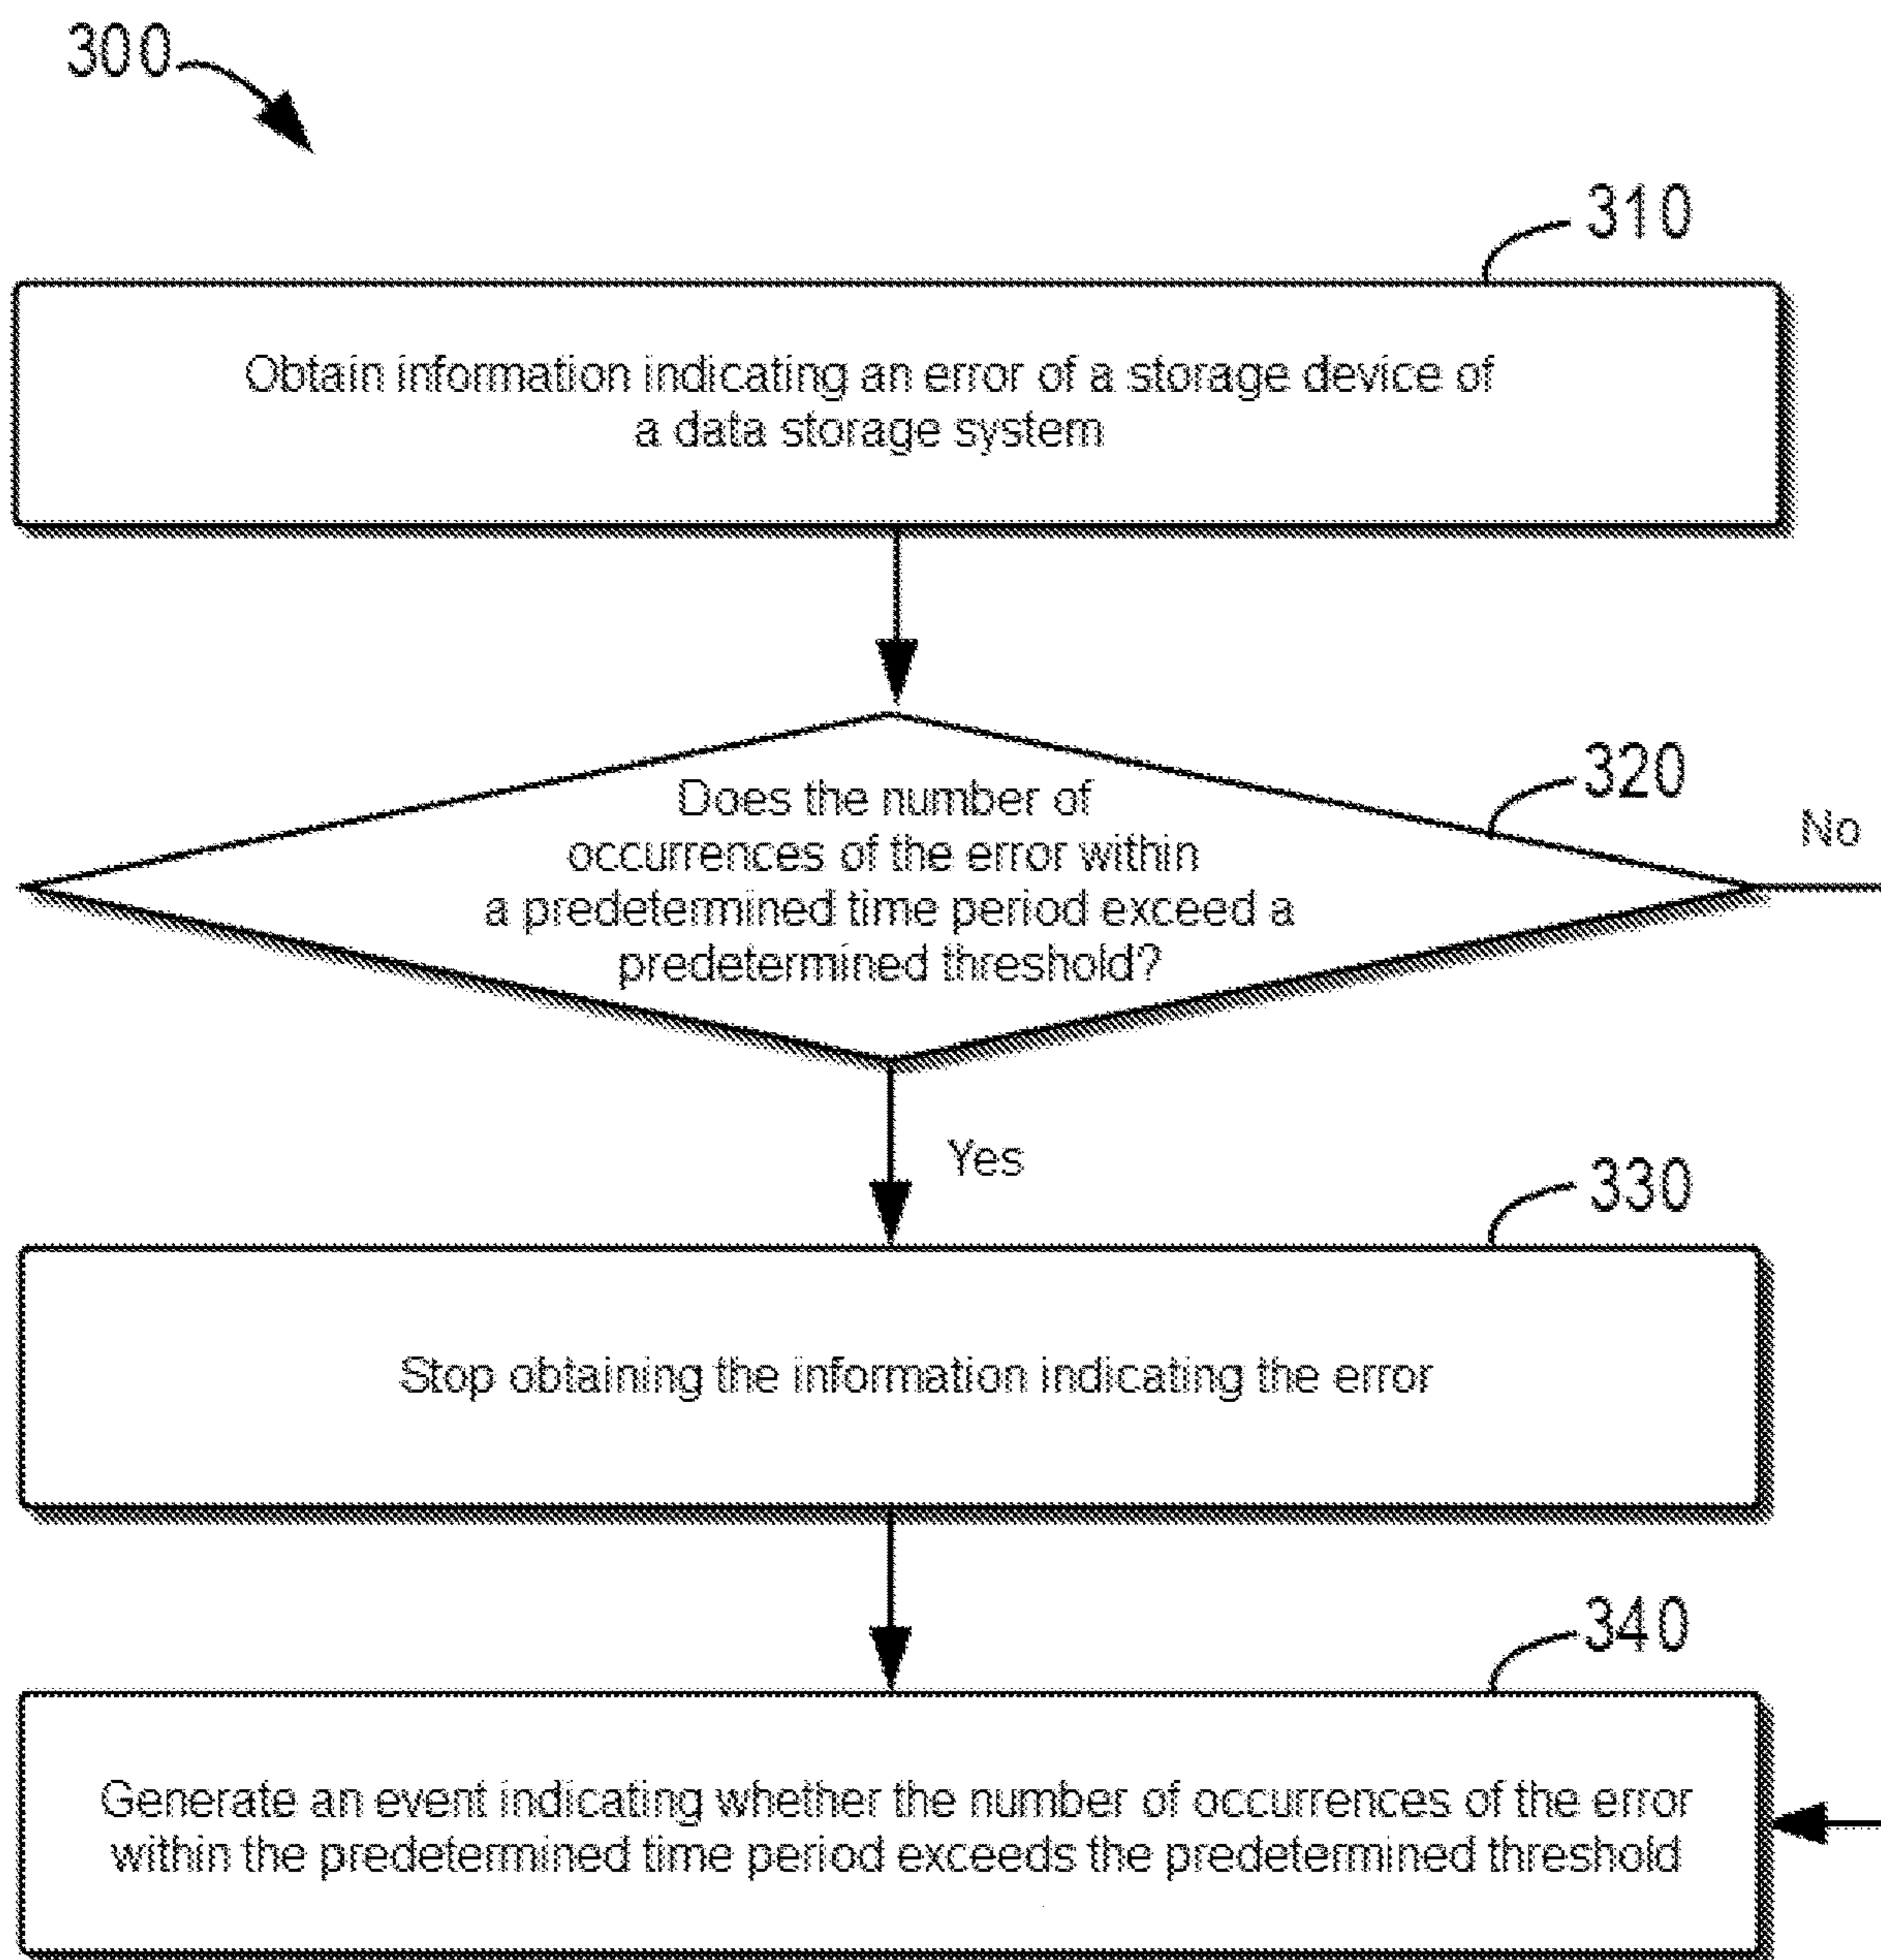 300
310
Obtain information indicating an error of a storage device of
a data storage system
320
No
Does the number of
occurrences of the error within
a predetermined time period exceed a
predetermined threshold?
Yes
330
Stop obtaining the information indicating the error
340
Generate an event indicating whether the number of occurrences of the error
within the predetermined time period exceeds the predetermined threshold